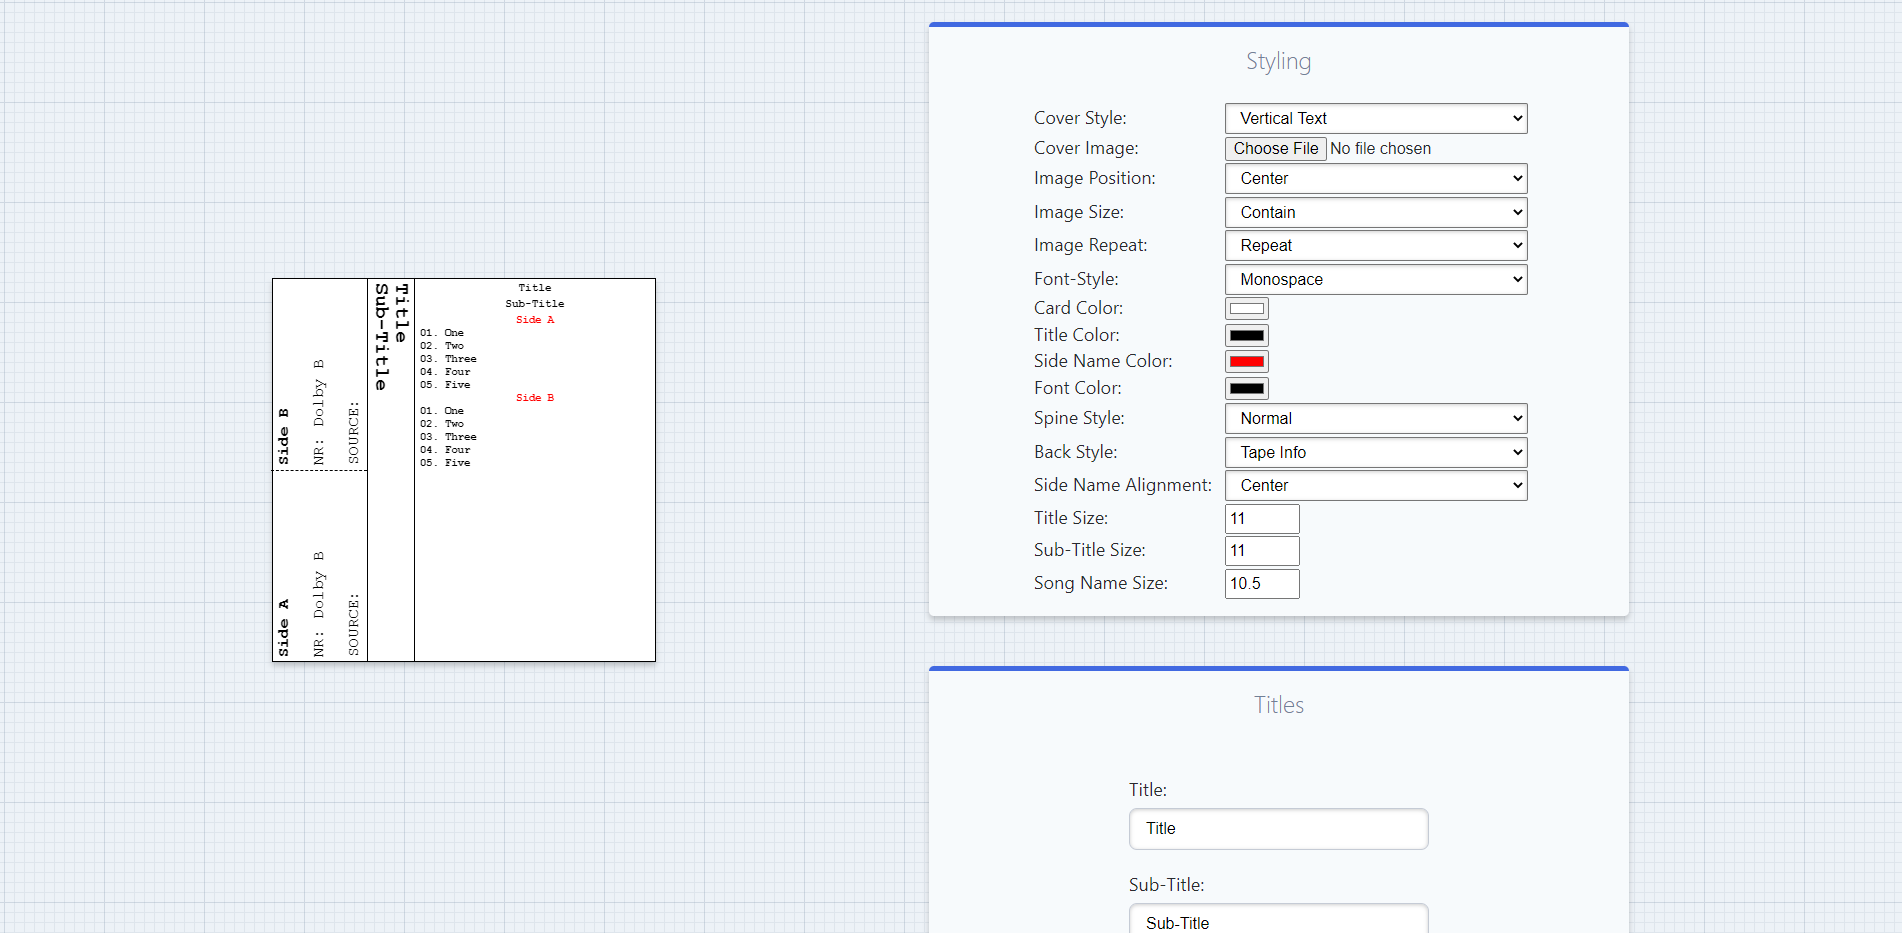 Side B
NR: Dolby B
SOURCE:
Side A
NR: Dolby B
SOURCE:
Title
Sub-Title
Title
Sub-Title
Side A
01. One
02. Two
03. Three
04. Four
05. Five
Side B
01. One
02. Two
03. Three
04. Four
05. Five
Styling
Cover Style: Vertical Text
Cover Image: Choose File No file chosen
Image Position: Center
Image Size: Contain
Image Repeat: Repeat
Font-Style: Monospace
Card Color:
Title Color:
Side Name Color:
Font Color:
Spine Style: Normal
Back Style: Tape Info
Side Name Alignment: Center
Title Size: 11
Sub-Title Size: 11
Song Name Size: 10.5
Titles
Title:
Title
Sub-Title:
Sub-Title